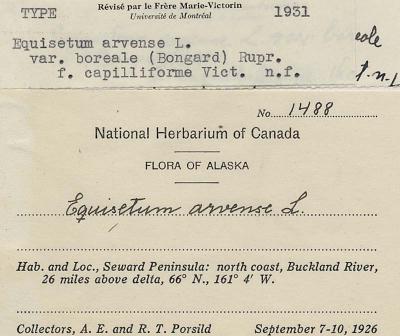 Révisé par le Frère Marie-Victorin
TYPE Université de Montréal 1931
Equisetum arvense L.
var. boreale (Bongard) Rupr.
f. capilliforme Vict. n.f.
No. 1488
National Herbarium of Canada
FLORA OF ALASKA
Equisetum arvense L.
Hab. and Loc., Seward Peninsula: north coast, Buckland River,
26 miles above delta, 66° N., 161° 4' W.
Collectors, A. E. and R. T. Porsild September 7-10, 1926